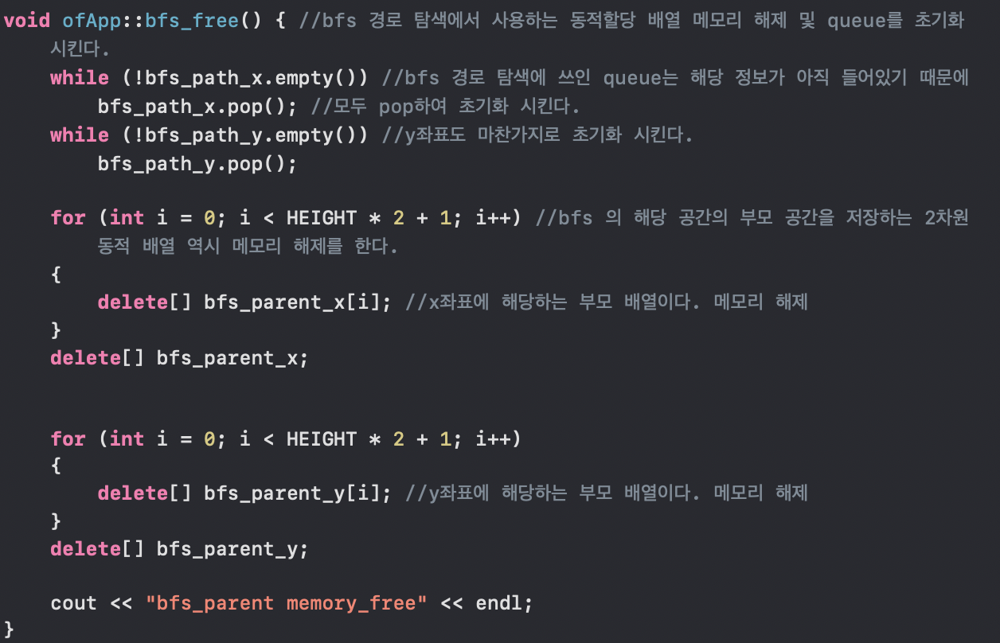 void ofApp::bfs_free() { //bfs 경로 탐색에서 사용하는 동적할당 배열 메모리 해제 및 queue를 초기화
시킨다.
while (!bfs_path_x.empty()) //bfs 경로 탐색에 쓰인 queue는 해당 정보가 아직 들어있기 때문에
bfs_path_x.pop(); //모두 pop하여 초기화 시킨다.
while (!bfs_path_y.empty()) //y좌표도 마찬가지로 초기화 시킨다.
bfs_path_y.pop();
for (int i = 0; i < HEIGHT * 2 + 1; i++) //bfs 의 해당 공간의 부모 공간을 저장하는 2차원
동적 배열 역시 메모리 해제를 한다.
{
delete[] bfs_parent_x[i]; //x좌표에 해당하는 부모 배열이다. 메모리 해제
}
delete[] bfs_parent_x;
for (int i = 0; i < HEIGHT * 2 + 1; i++)
{
delete[] bfs_parent_y[i]; //y좌표에 해당하는 부모 배열이다. 메모리 해제
}
delete[] bfs_parent_y;
cout << "bfs_parent memory_free" << endl;
}